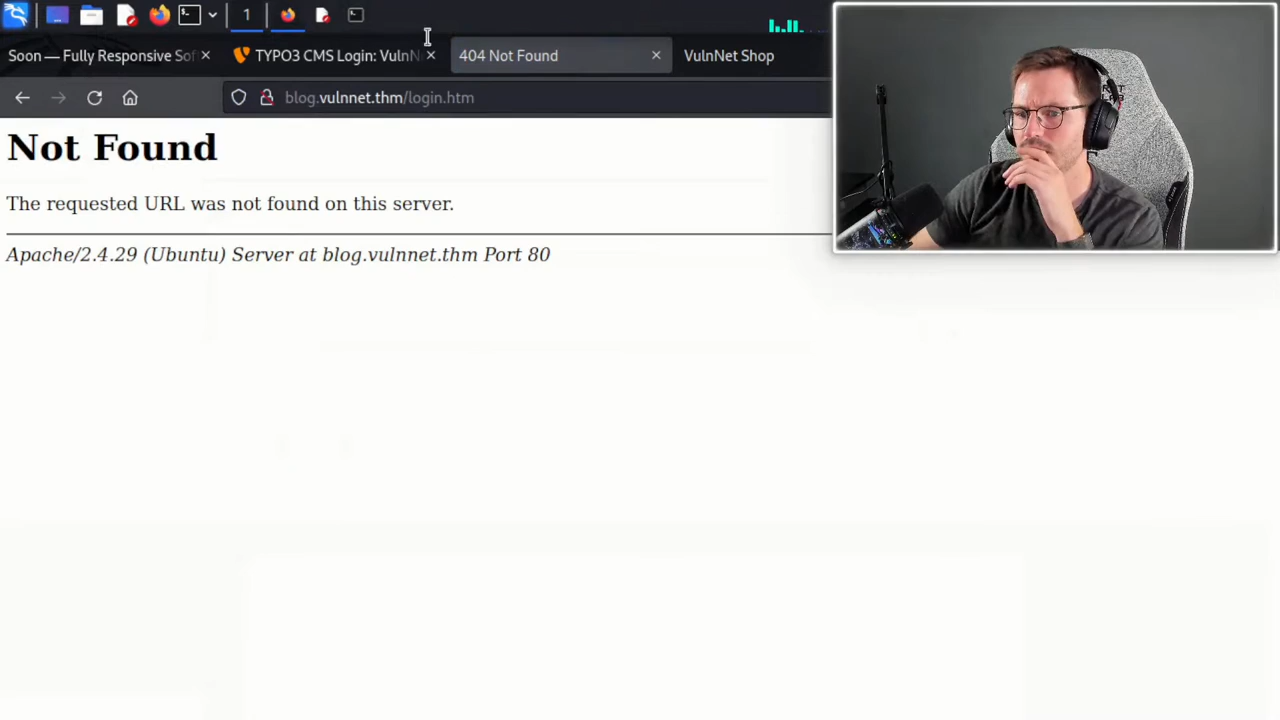 1
Soon — Fully Responsive Sof
TYPO3 CMS Login: VulnN
404 Not Found
VulnNet Shop
blog.vulnnet.thm/login.htm
Not Found
The requested URL was not found on this server.
Apache/2.4.29 (Ubuntu) Server at blog.vulnnet.thm Port 80